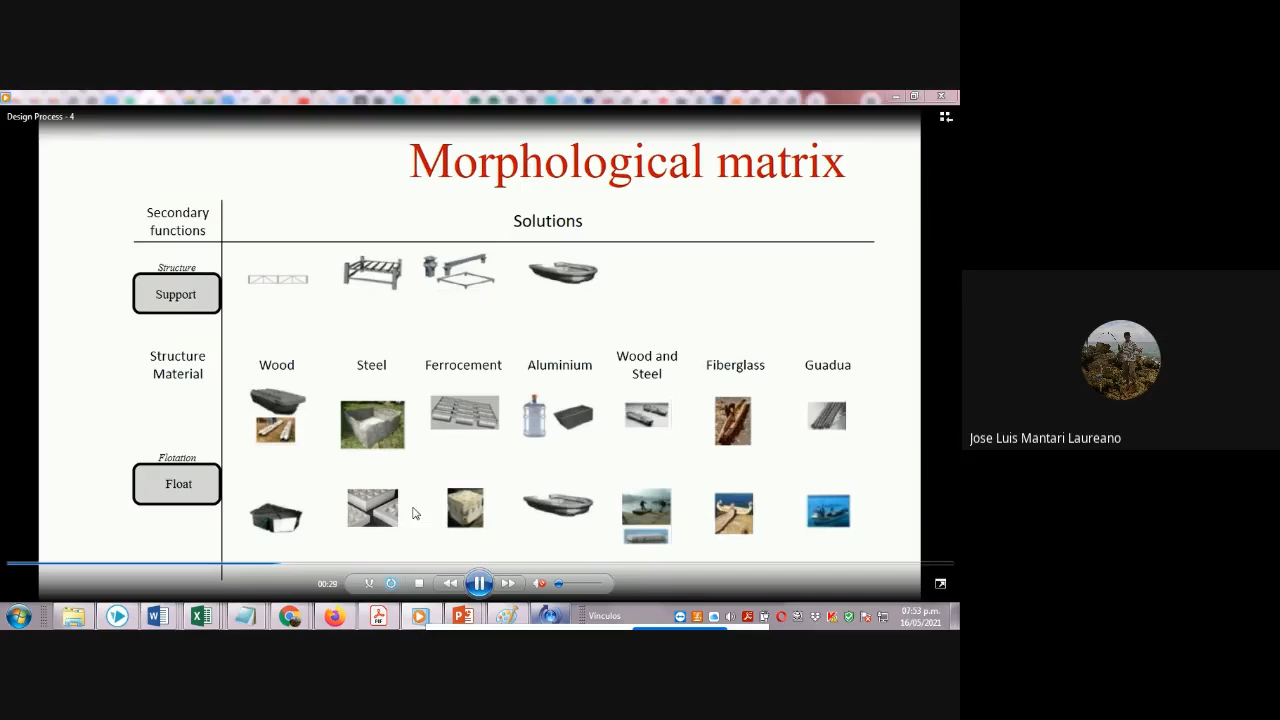 Design Process - 4
Morphological matrix
Secondary
functions
Solutions
Structure
Support
Structure
Material
Wood
Steel
Ferrocement
Aluminium
Wood and
Steel
Fiberglass
Guadua
Flotation
Float
Jose Luis Mantari Laureano
00:29
Vínculos
07:53 p.m.
16/05/2021